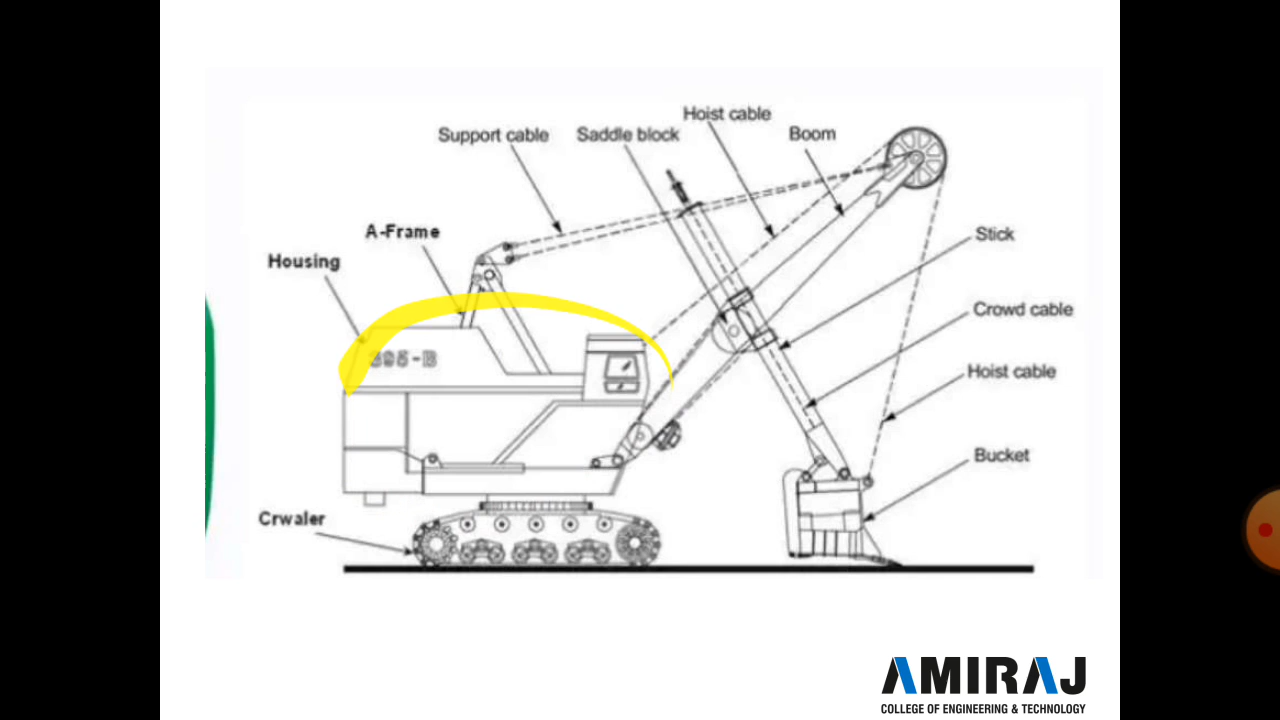 Hoist cable
Support cable
Saddle block
Boom
A-Frame
Stick
Housing
Crowd cable
395-B
Hoist cable
Bucket
Crwaler
AMIRAJ
COLLEGE OF ENGINEERING & TECHNOLOGY